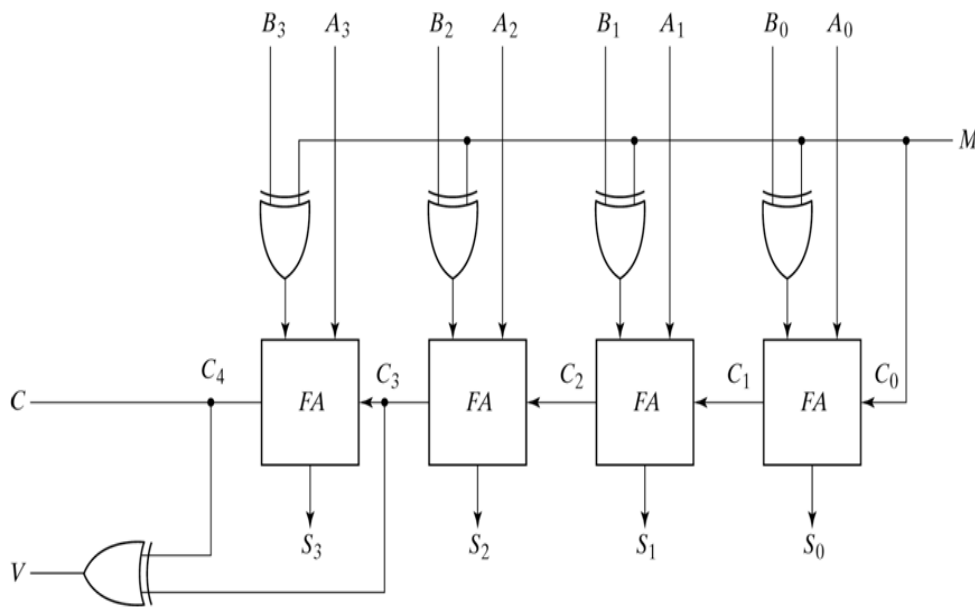 B₃ A₃ B₂ A₂ B₁ A₁ B₀ A₀
M
C₄ C₃ C₂ C₁ C₀
C FA FA FA FA
S₃ S₂ S₁ S₀
V